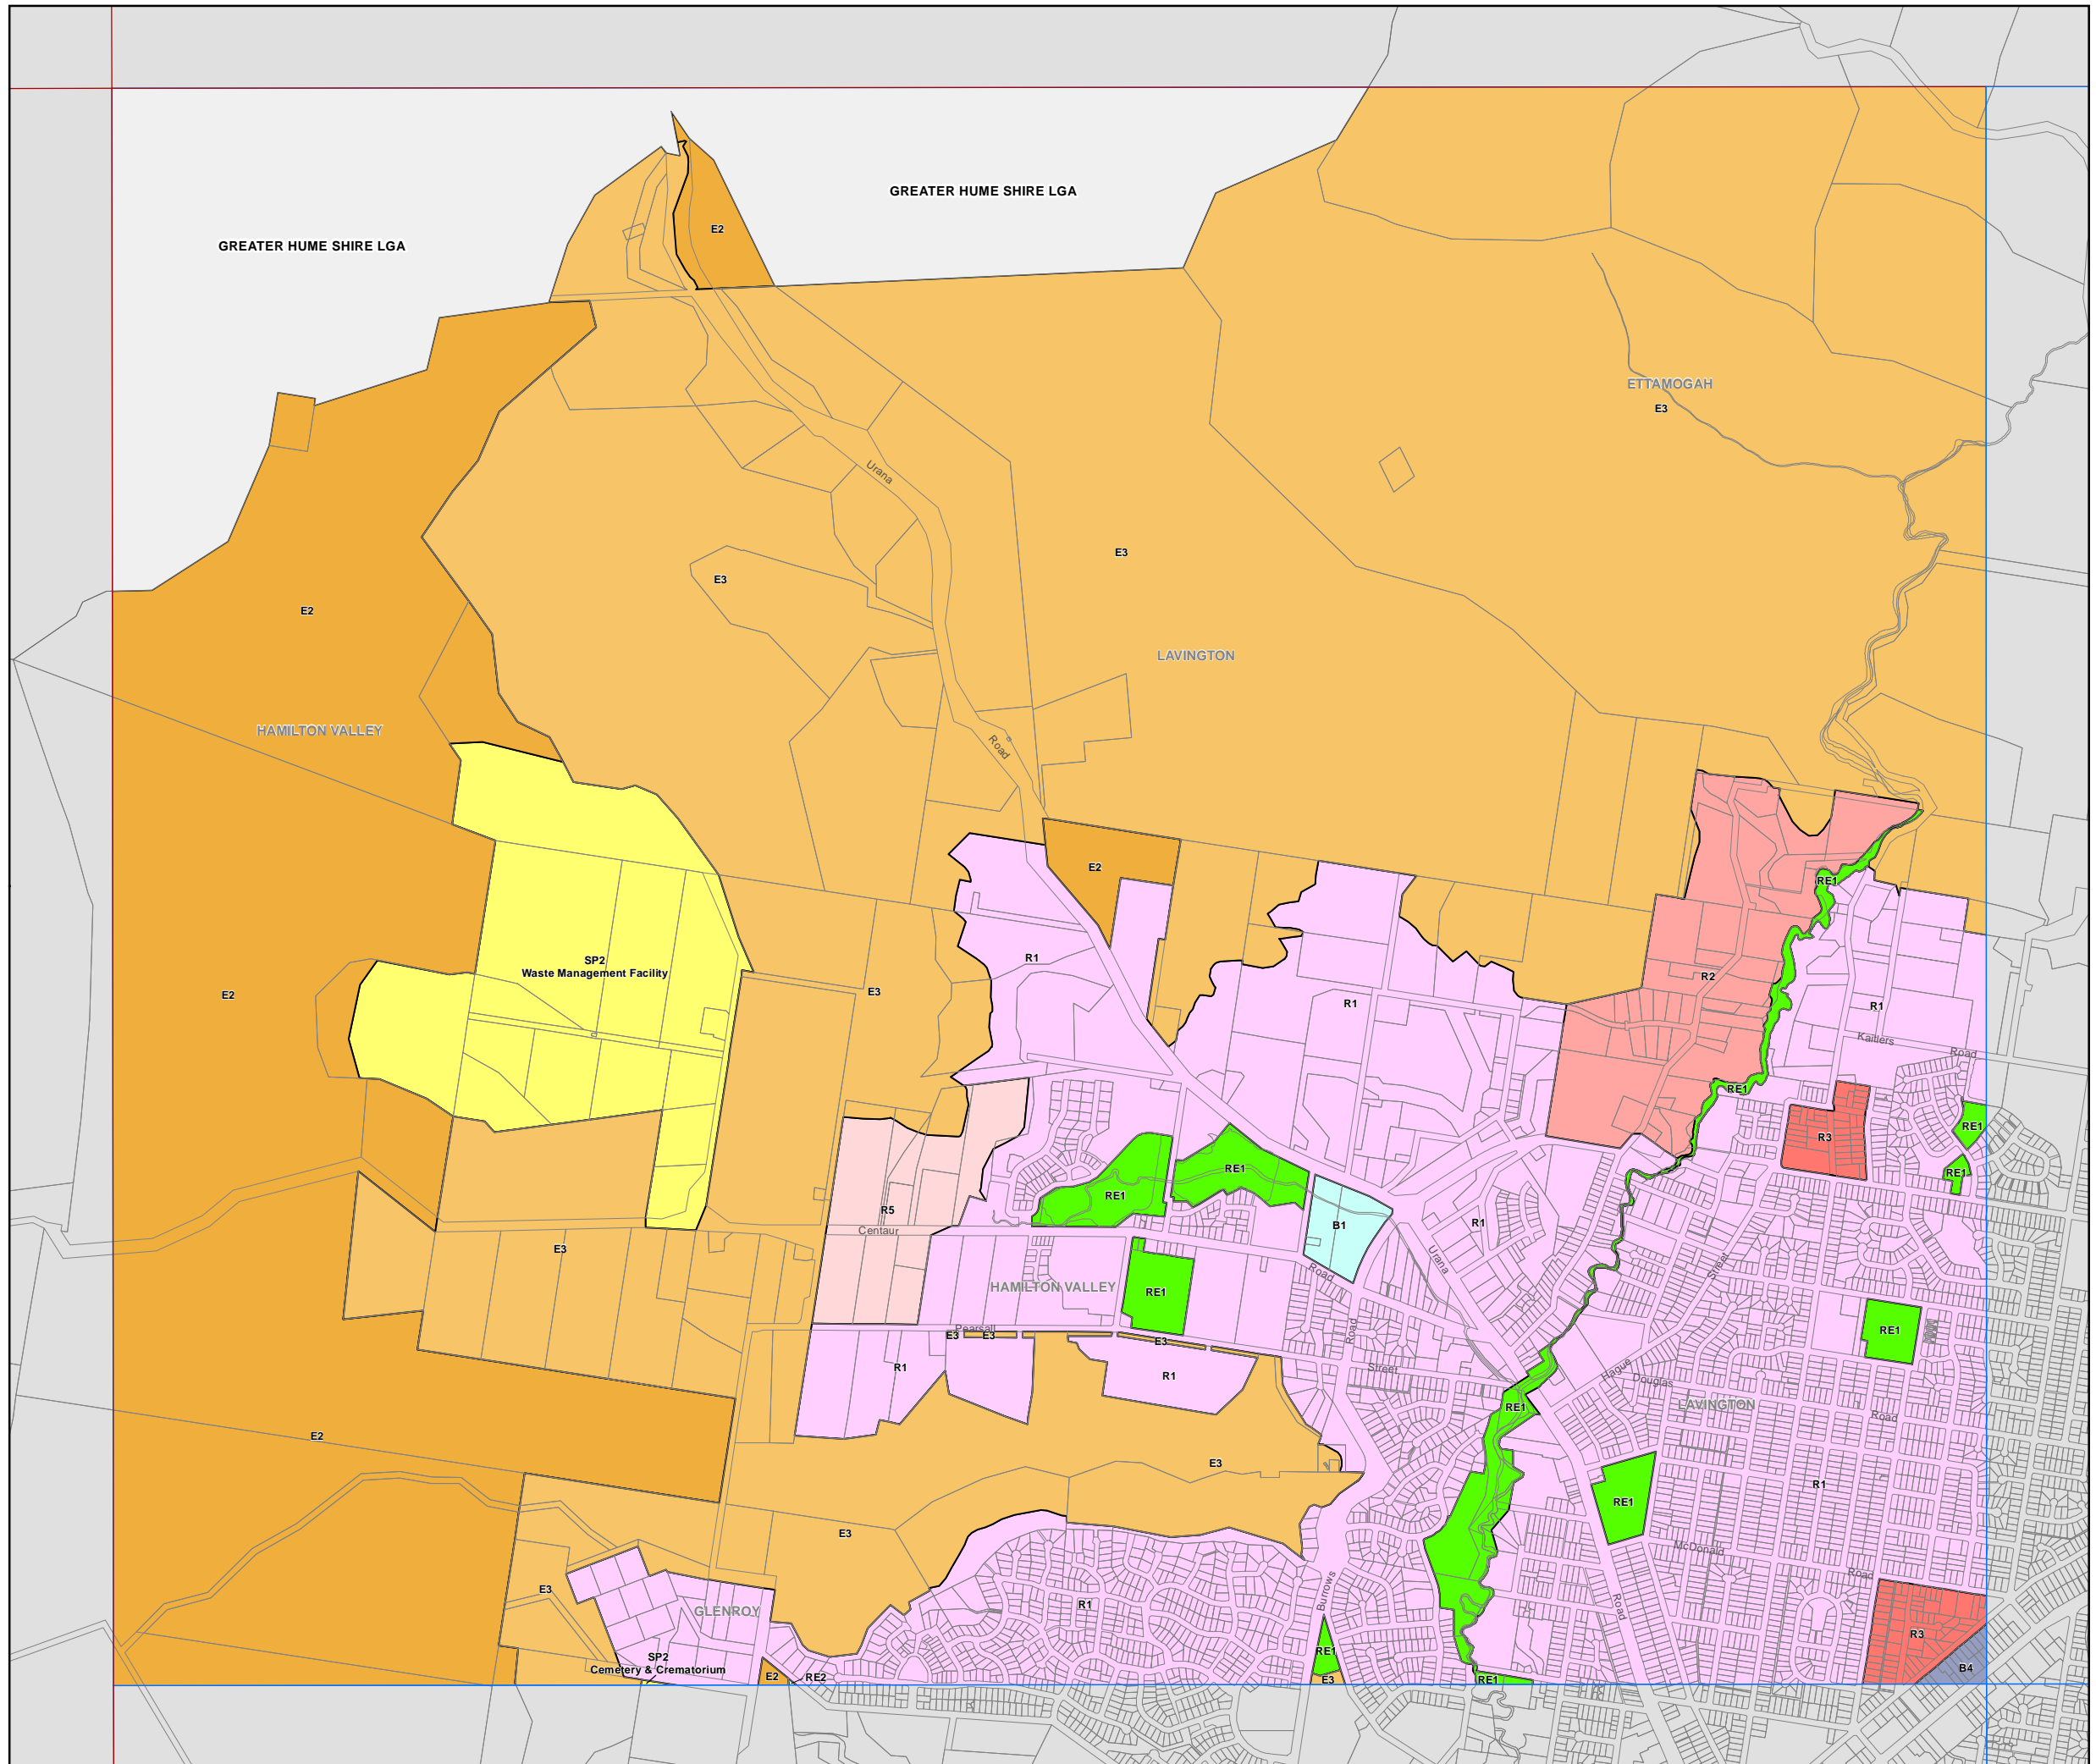 GREATER HUME SHIRE LGA
E2
GREATER HUME SHIRE LGA
ETTAMOGAH
E3
Urana
E3
E3
E2
LAVINGTON
HAMILTON VALLEY
Road
E2
RE1
R1
SP2
Waste Management Facility
R2
E2
E3
R1
R1
Kaitlers
Road
RE1
RE1
R3
RE1
RE1
RE1
R5
Centaur
B1
R1
E3
Urana
Street
Road
HAMILTON VALLEY
RE1
Pearsall
E3
E3
E3
Road
RE1
R1
R1
Street
Hague
Douglas
LAVINGTON
RE1
Road
E2
E3
R1
RE1
E3
McDonald
Road
E3
Burrows
R1
GLENROY
Road
R3
SP2
Cemetery & Crematorium
E2
RE2
RE1
E3
RE1
B4